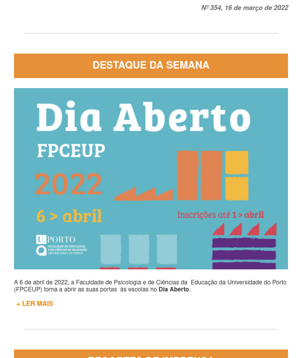 Nº 354, 16 de março de 2022
DESTAQUE DA SEMANA
Dia Aberto
FPCEUP
2022
6 > abril
Inscrições até 1 > abril
U. PORTO
A 6 de abril de 2022, a Faculdade de Psicologia e de Ciências da Educação da Universidade do Porto
(FPCEUP) torna a abrir as suas portas às escolas no Dia Aberto.
+ LER MAIS